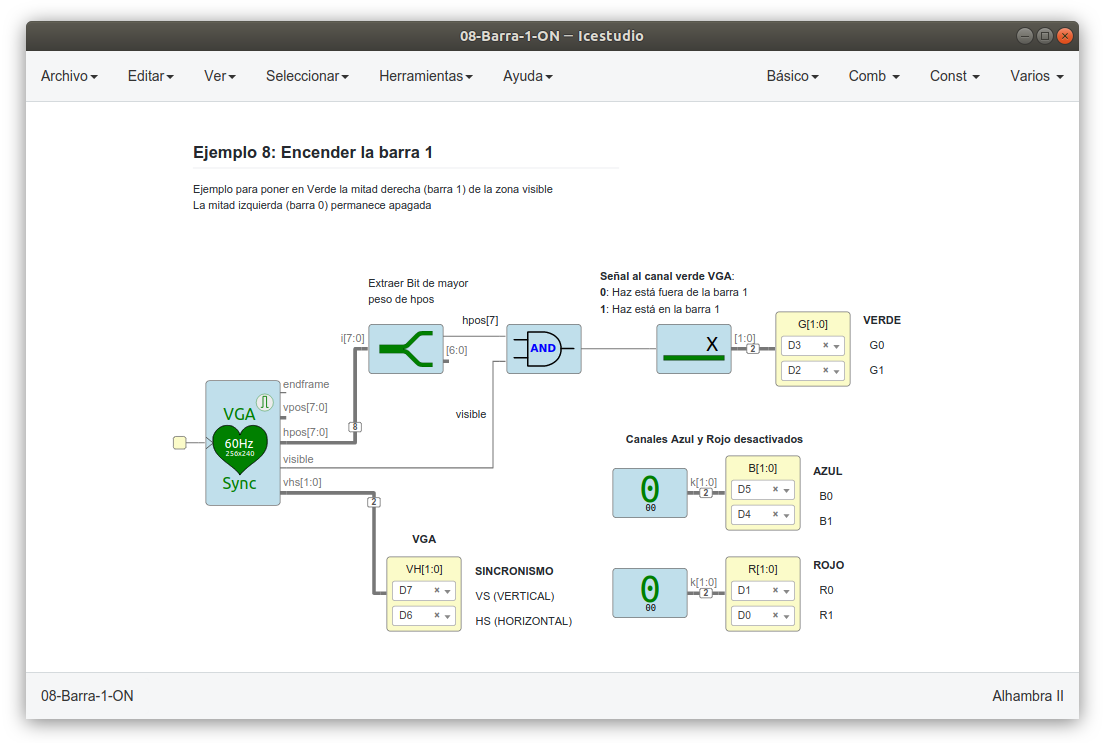 08-Barra-1-ON — Icestudio
Archivo Editar Ver Seleccionar Herramientas Ayuda Básico Comb Const Varios
Ejemplo 8: Encender la barra 1
Ejemplo para poner en Verde la mitad derecha (barra 1) de la zona visible
La mitad izquierda (barra 0) permanece apagada
Extraer Bit de mayor
peso de hpos
Señal al canal verde VGA:
0: Haz está fuera de la barra 1
1: Haz está en la barra 1
hpos[7]
i[7:0]
[6:0]
AND
X
[1:0]
2
G[1:0]
D3
D2
VERDE
G0
G1
endframe
vpos[7:0]
hpos[7:0]
visible
vhs[1:0]
VGA
60Hz
256x240
Sync
8
visible
2
Canales Azul y Rojo desactivados
0
00
k[1:0]
2
B[1:0]
D5
D4
AZUL
B0
B1
VGA
VH[1:0]
D7
D6
SINCRONISMO
VS (VERTICAL)
HS (HORIZONTAL)
0
00
k[1:0]
2
R[1:0]
D1
D0
ROJO
R0
R1
08-Barra-1-ON Alhambra II